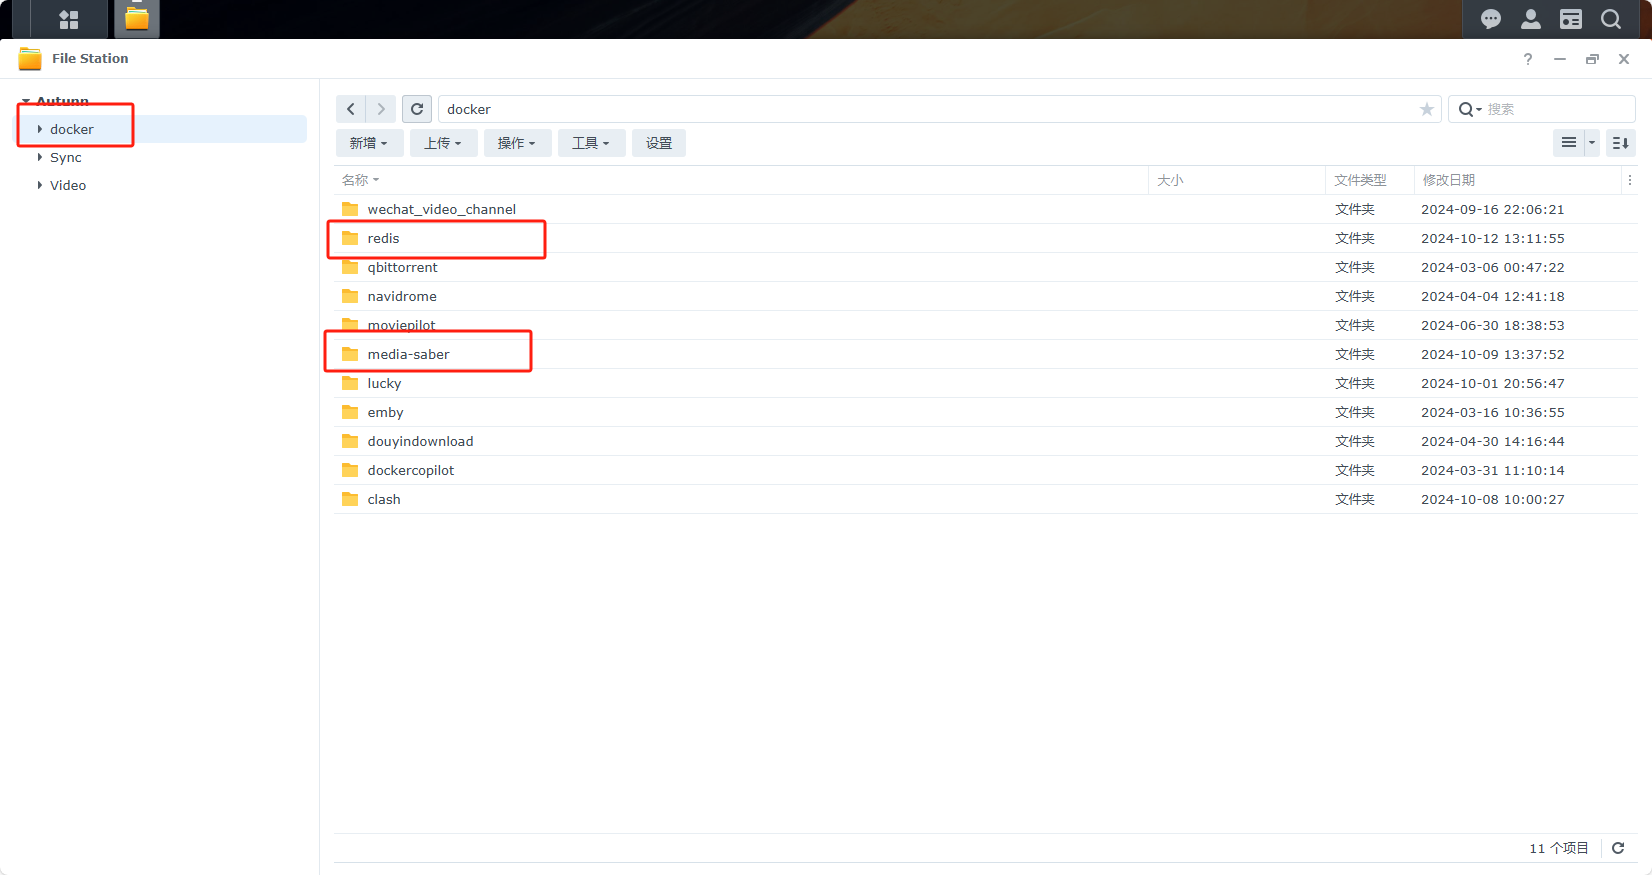 File Station
Autunn
docker
Sync
Video
docker
搜索
新增 上传 操作 工具 设置
名称 大小 文件类型 修改日期
wechat_video_channel 文件夹 2024-09-16 22:06:21
redis 文件夹 2024-10-12 13:11:55
qbittorrent 文件夹 2024-03-06 00:47:22
navidrome 文件夹 2024-04-04 12:41:18
moviepilot 文件夹 2024-06-30 18:38:53
media-saber 文件夹 2024-10-09 13:37:52
lucky 文件夹 2024-10-01 20:56:47
emby 文件夹 2024-03-16 10:36:55
douyindownload 文件夹 2024-04-30 14:16:44
dockercopilot 文件夹 2024-03-31 11:10:14
clash 文件夹 2024-10-08 10:00:27
11 个项目